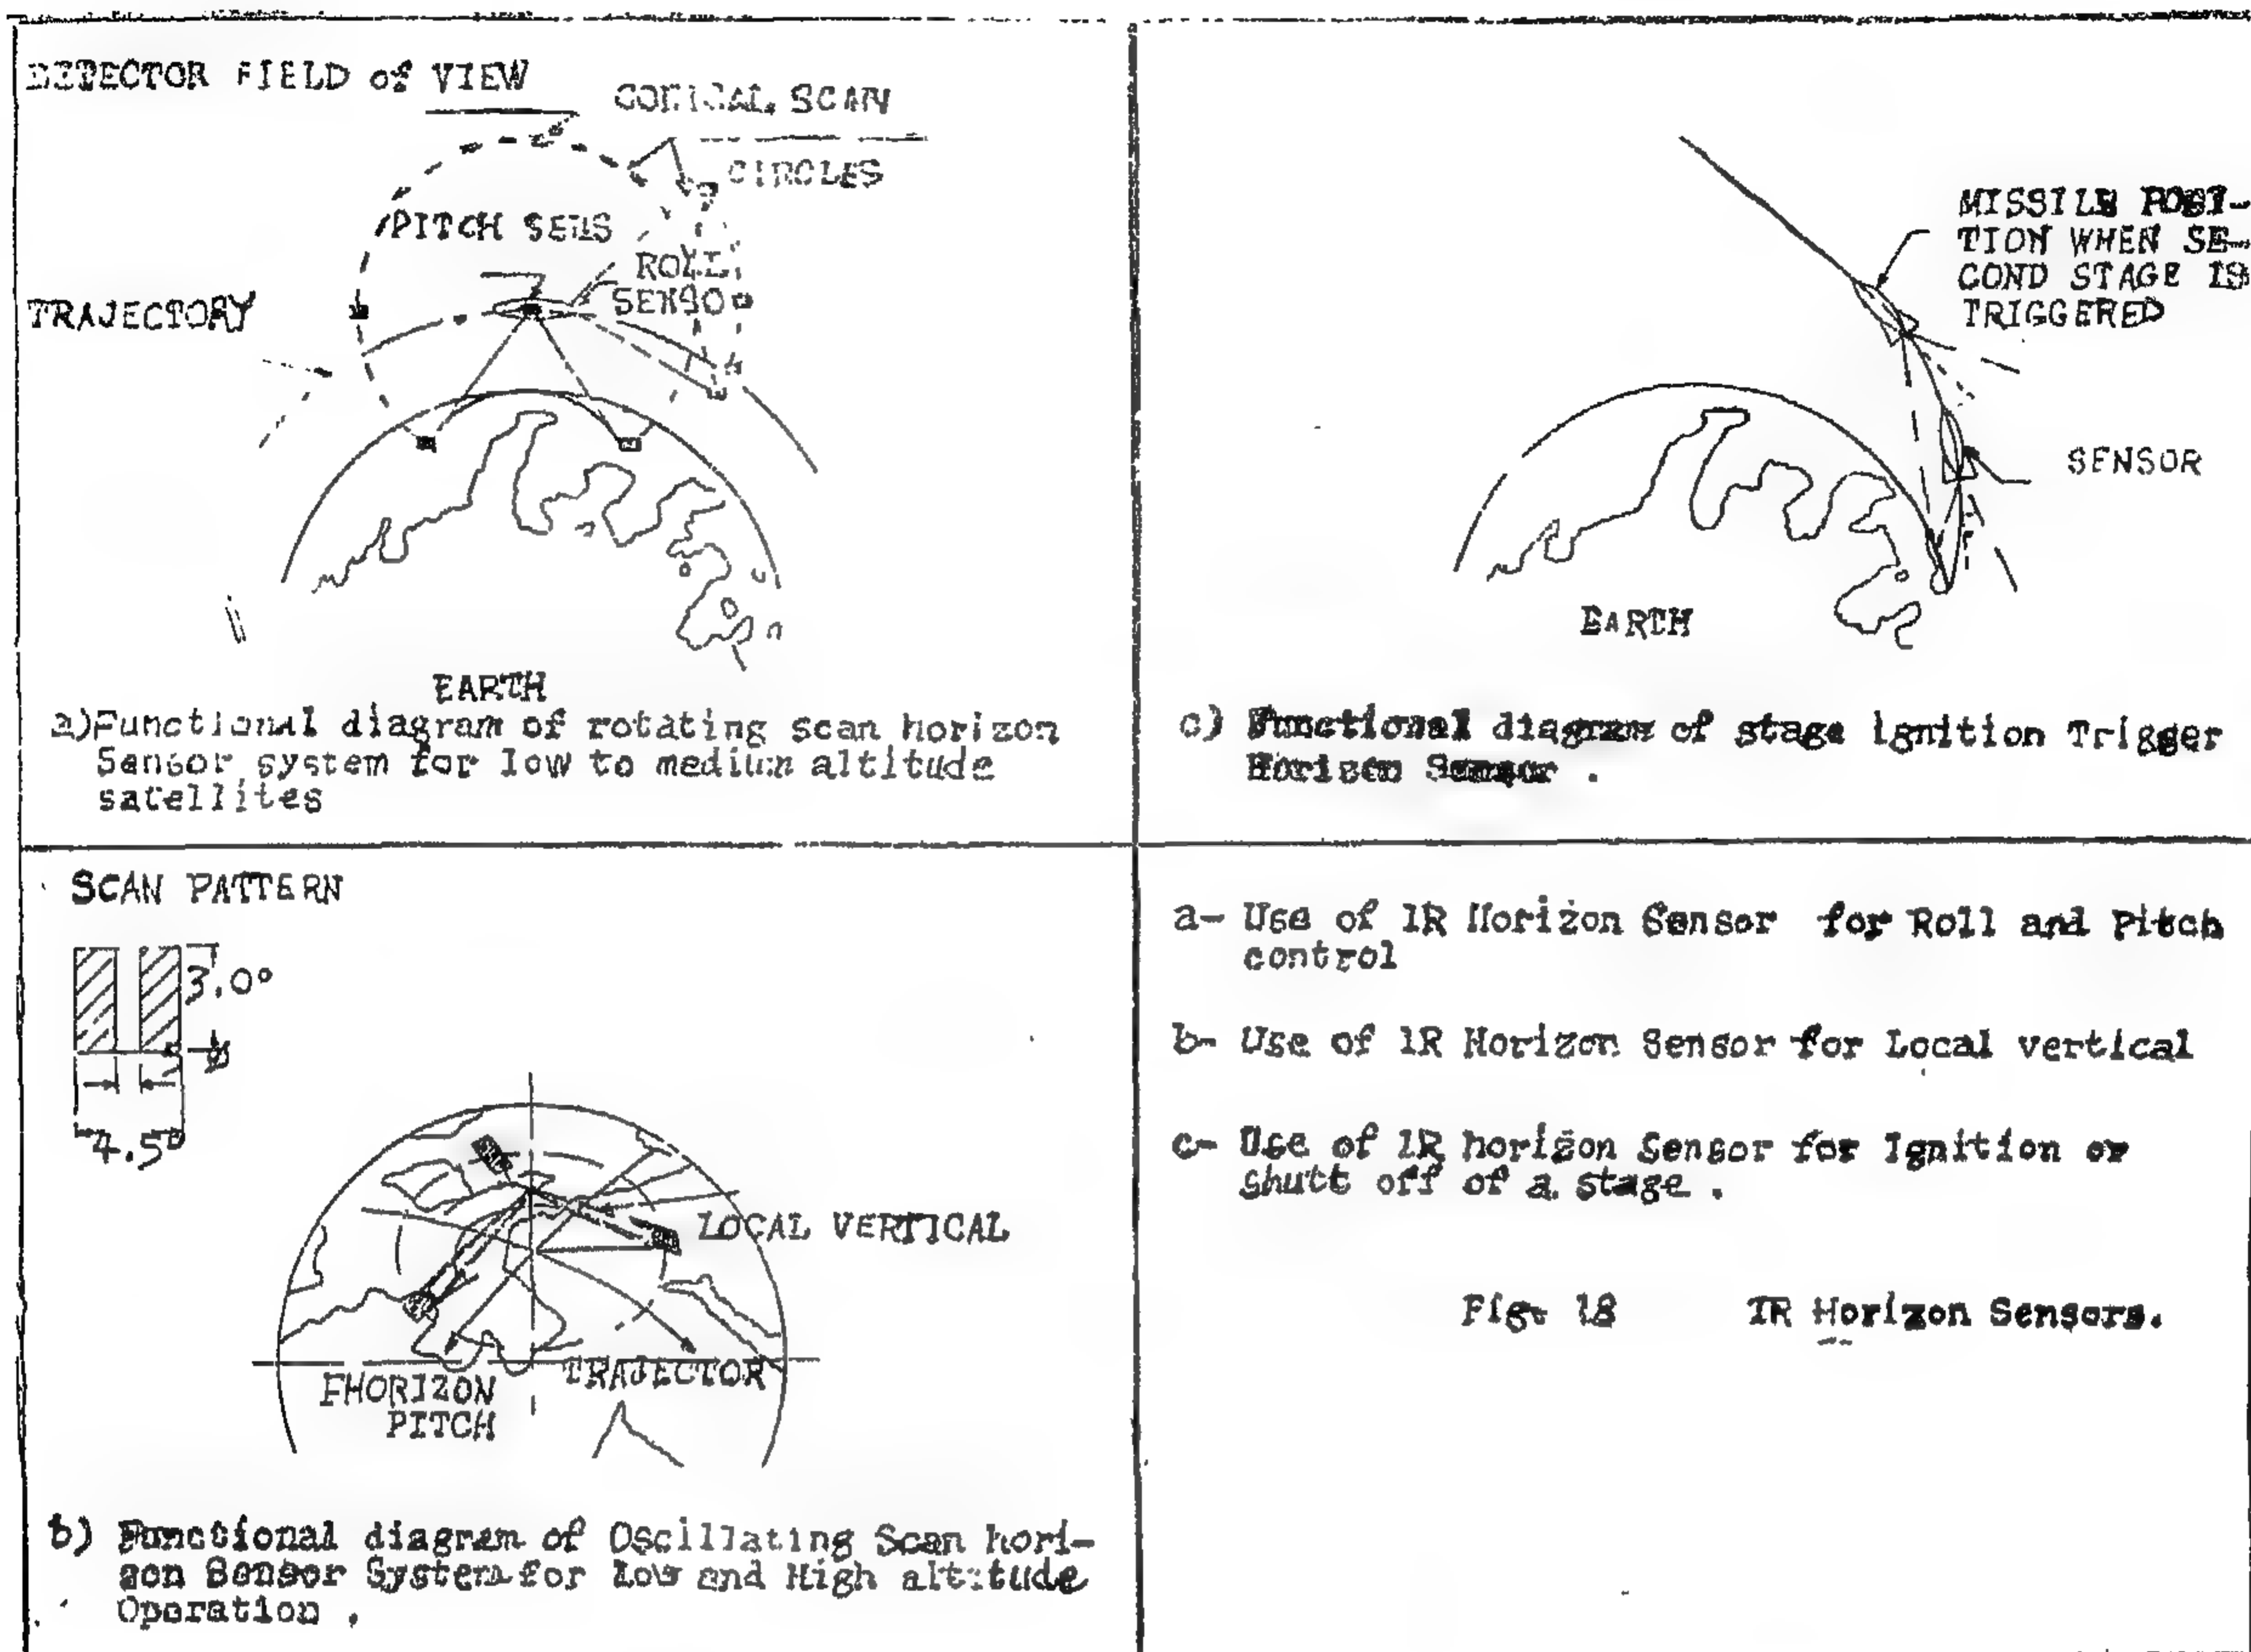 DETECTOR FIELD of VIEW
CONICAL SCAN
CIRCLES
PITCH SENS
ROLL
SENSO
TRAJECTORY
EARTH
a)Functional diagram of rotating scan horizon
Sensor system for low to medium altitude
satellites
MISSILE POSI-
TION WHEN SE-
COND STAGE IS
TRIGGERED
SENSOR
EARTH
c) Functional diagram of stage ignition Trigger
Horizon Sensor .
SCAN PATTERN
3.0°
4.5°
LOCAL VERTICAL
FHORIZON
PITCH
TRAJECTOR
b) Functional diagram of Oscillating Scan hori-
zon Sensor System for Low and High altitude
Operation .
a- Use of IR Horizon Sensor for Roll and Pitch
control
b- Use of IR Horizon Sensor for Local vertical
c- Use of IR horizon Sensor for Ignition or
shutt off of a stage .
Fig. 18 IR Horizon Sensors.